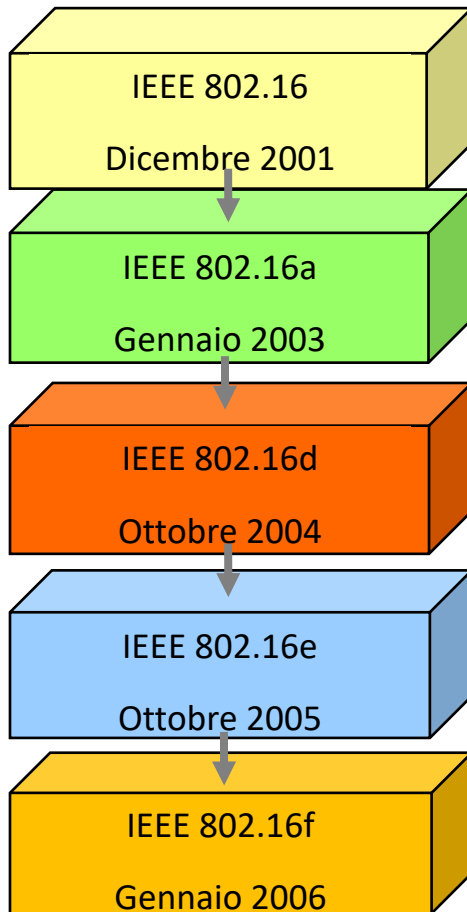 IEEE 802.16
Dicembre 2001
IEEE 802.16a
Gennaio 2003
IEEE 802.16d
Ottobre 2004
IEEE 802.16e
Ottobre 2005
IEEE 802.16f
Gennaio 2006